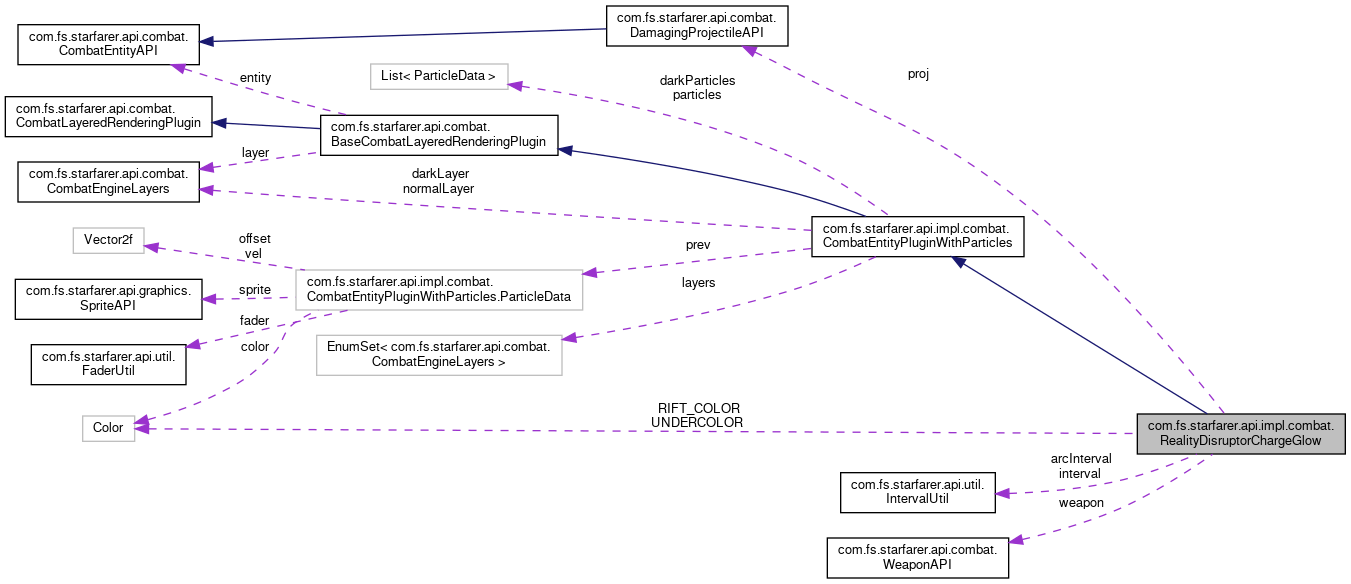 com.fs.starfarer.api.combat.
CombatEntityAPI
com.fs.starfarer.api.combat.
DamagingProjectileAPI
entity
List< ParticleData >
darkParticles
particles
proj
com.fs.starfarer.api.combat.
CombatLayeredRenderingPlugin
com.fs.starfarer.api.combat.
BaseCombatLayeredRenderingPlugin
layer
com.fs.starfarer.api.combat.
CombatEngineLayers
darkLayer
normalLayer
Vector2f
offset
vel
com.fs.starfarer.api.impl.combat.
CombatEntityPluginWithParticles
prev
layers
com.fs.starfarer.api.graphics.
SpriteAPI
sprite
com.fs.starfarer.api.impl.combat.
CombatEntityPluginWithParticles.ParticleData
fader
color
com.fs.starfarer.api.util.
FaderUtil
EnumSet< com.fs.starfarer.api.combat.
CombatEngineLayers >
Color
RIFT_COLOR
UNDERCOLOR
com.fs.starfarer.api.impl.combat.
RealityDisruptorChargeGlow
arcInterval
interval
com.fs.starfarer.api.util.
IntervalUtil
weapon
com.fs.starfarer.api.combat.
WeaponAPI